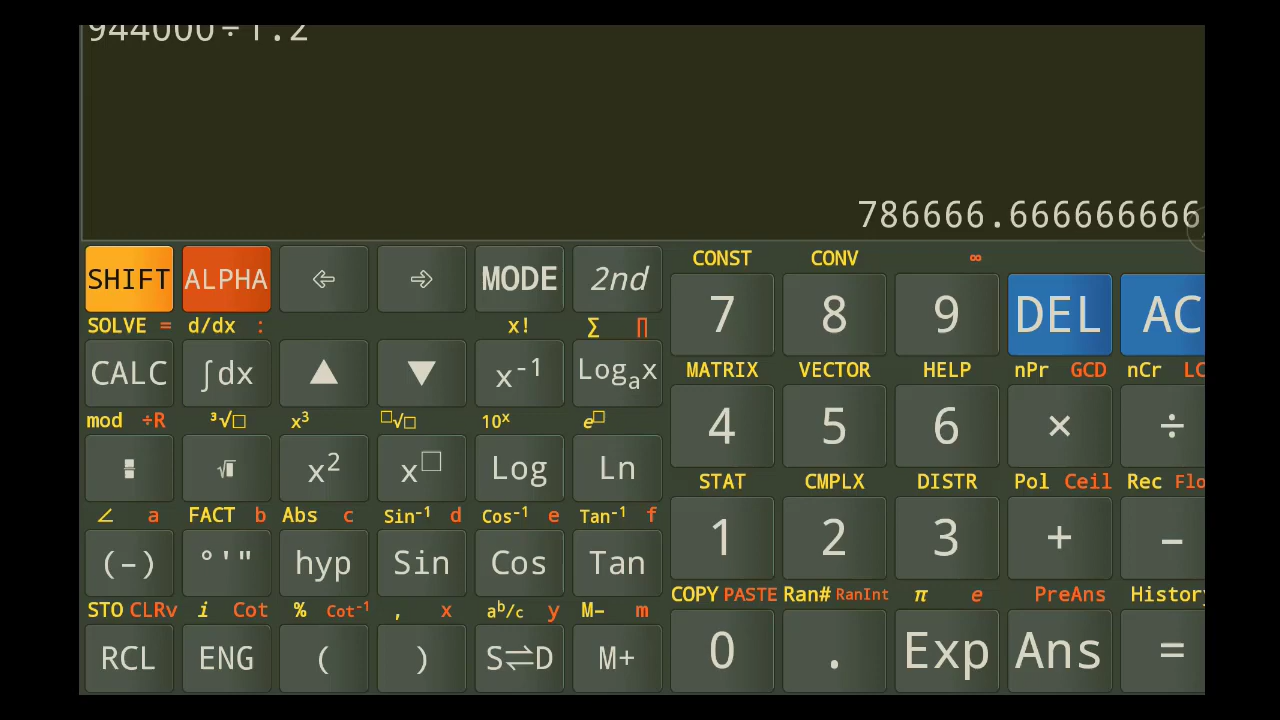 944000÷1.2
786666.666666666
CONST CONV ∞
SHIFT ALPHA ⇦ ⇨ MODE 2nd 7 8 9 DEL AC
SOLVE = d/dx : x! ∑ ∏
CALC ∫dx ▲ ▼ x⁻¹ Logₐx MATRIX VECTOR HELP nPr GCD nCr LC
mod ÷R ³√□ x³ □√□ 10ˣ e□ 4 5 6 × ÷
√ x² x□ Log Ln STAT CMPLX DISTR Pol Ceil Rec Flo
∠ a FACT b Abs c Sin⁻¹ d Cos⁻¹ e Tan⁻¹ f
(−) °'" hyp Sin Cos Tan 1 2 3 + −
STO CLRv i Cot % Cot⁻¹ , x aᵇ/c y M− m COPY PASTE Ran# RanInt π e PreAns History
RCL ENG ( ) S⇌D M+ 0 . Exp Ans =